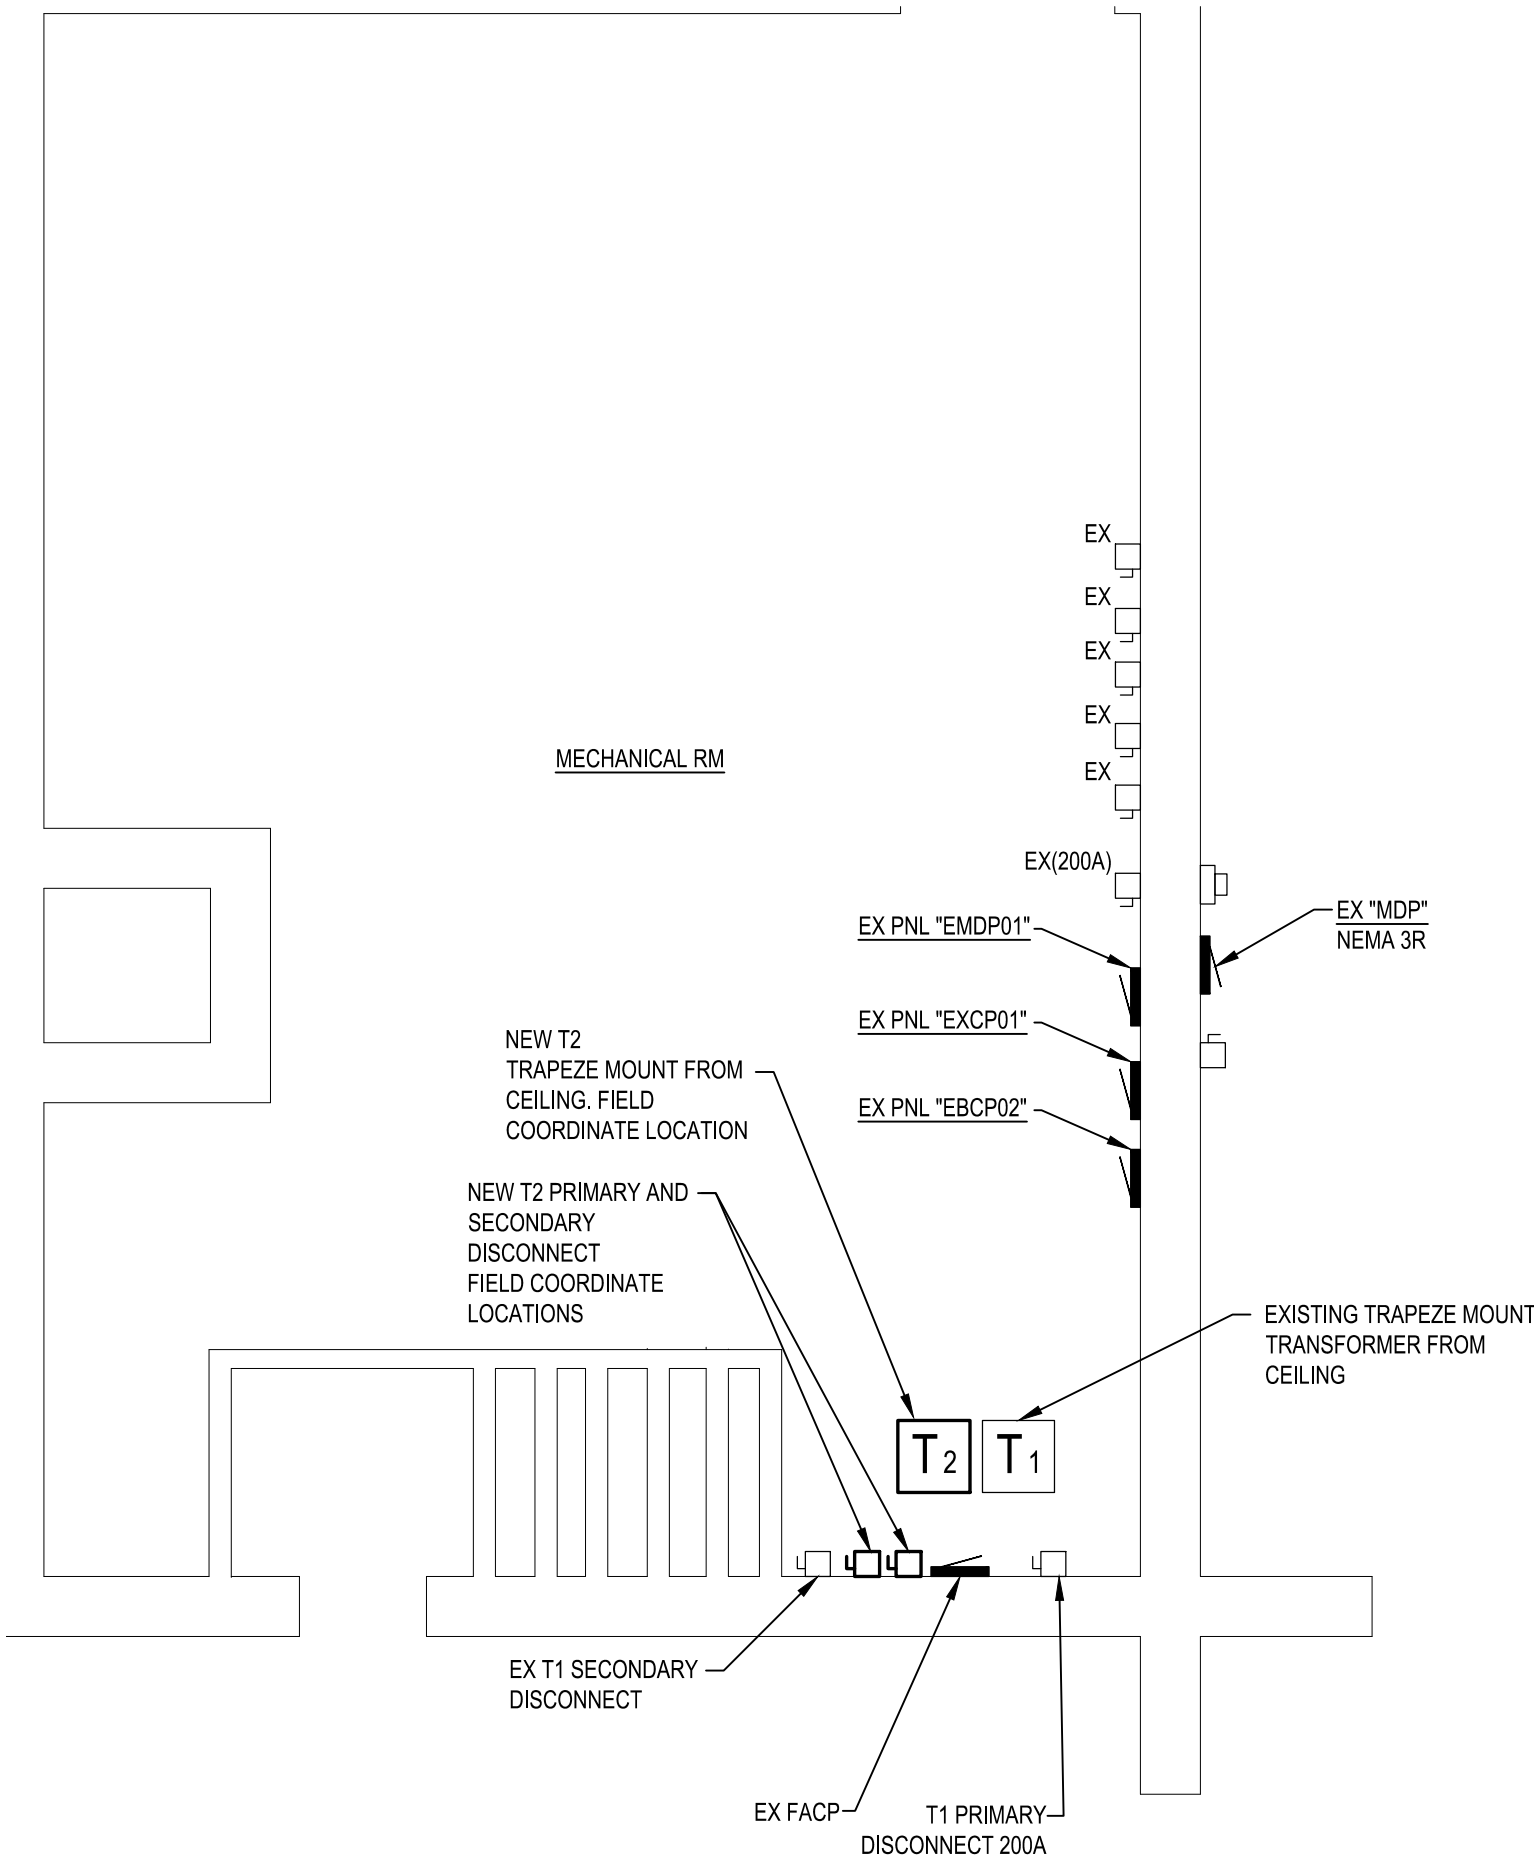 EX
EX
EX
EX
MECHANICAL RM
EX
EX(200A)
EX PNL "EMDP01"
EX "MDP"
NEMA 3R
EX PNL "EXCP01"
NEW T2
TRAPEZE MOUNT FROM
CEILING. FIELD
COORDINATE LOCATION
EX PNL "EBCP02"
NEW T2 PRIMARY AND
SECONDARY
DISCONNECT
FIELD COORDINATE
LOCATIONS
EXISTING TRAPEZE MOUNT
TRANSFORMER FROM
CEILING
T2
T1
EX T1 SECONDARY
DISCONNECT
EX FACP
T1 PRIMARY
DISCONNECT 200A